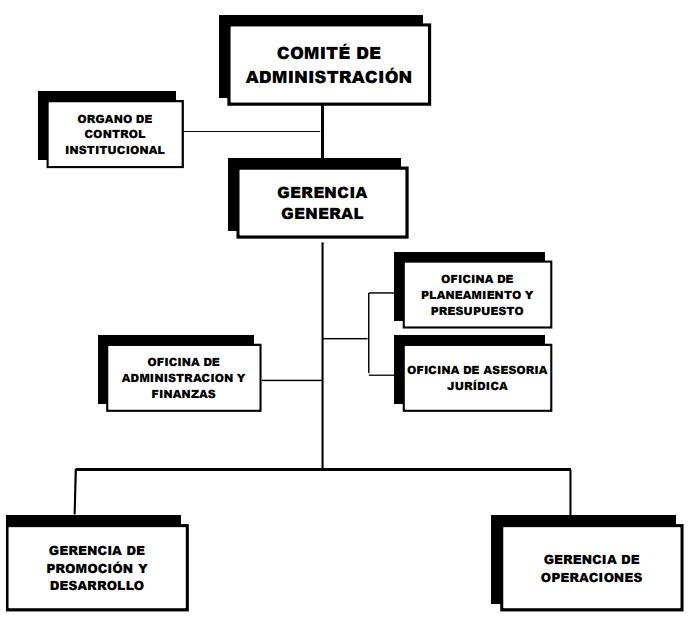 COMITÉ DE
ADMINISTRACIÓN
ORGANO DE
CONTROL
INSTITUCIONAL
GERENCIA
GENERAL
OFICINA DE
PLANEAMIENTO Y
PRESUPUESTO
OFICINA DE
ADMINISTRACION Y
FINANZAS
OFICINA DE ASESORIA
JURÍDICA
GERENCIA DE
PROMOCIÓN Y
DESARROLLO
GERENCIA DE
OPERACIONES